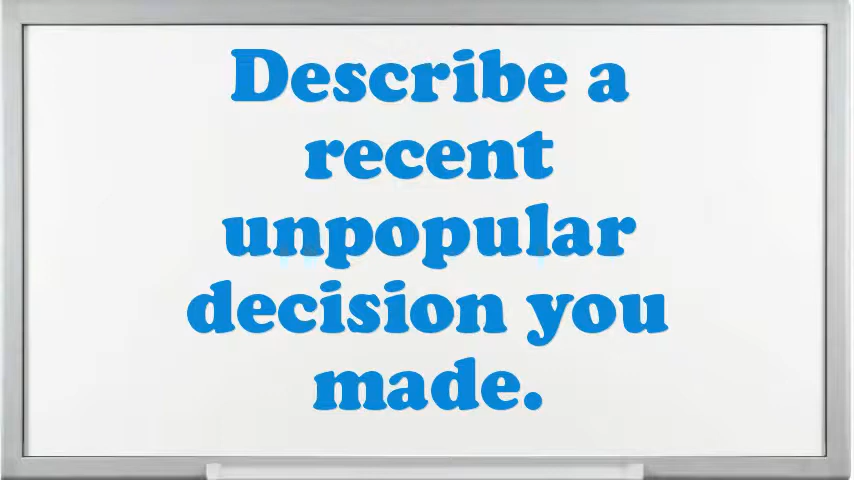 Describe a
recent
unpopular
decision you
made.